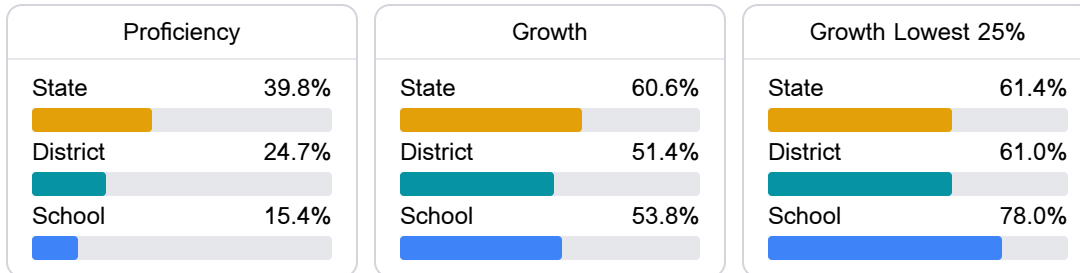 Proficiency
State 39.8%
District 24.7%
School 15.4%
Growth
State 60.6%
District 51.4%
School 53.8%
Growth Lowest 25%
State 61.4%
District 61.0%
School 78.0%